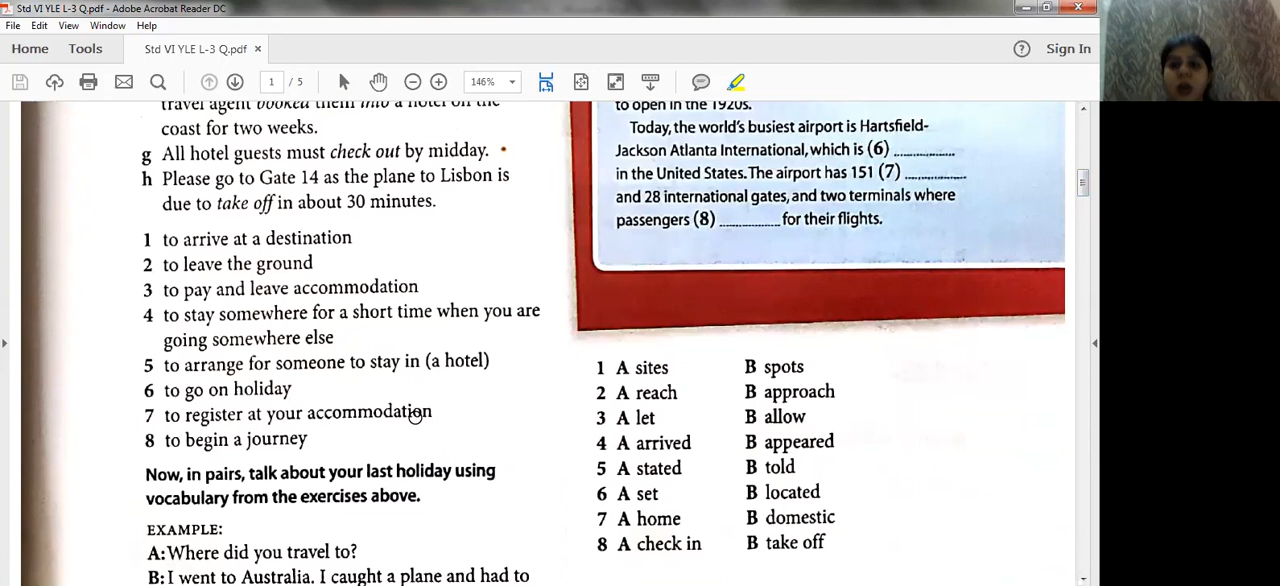 Std VI YLE L-3 Q.pdf - Adobe Acrobat Reader DC
File Edit View Window Help
Home Tools Std VI YLE L-3 Q.pdf × Sign In
1 / 5 146%
travel agent booked them into a hotel on the
coast for two weeks.
g All hotel guests must check out by midday.
h Please go to Gate 14 as the plane to Lisbon is
due to take off in about 30 minutes.
1 to arrive at a destination
2 to leave the ground
3 to pay and leave accommodation
4 to stay somewhere for a short time when you are
going somewhere else
5 to arrange for someone to stay in (a hotel)
6 to go on holiday
7 to register at your accommodation
8 to begin a journey
Now, in pairs, talk about your last holiday using
vocabulary from the exercises above.
EXAMPLE:
A: Where did you travel to?
B: I went to Australia. I caught a plane and had to
to open in the 1920s.
Today, the world's busiest airport is Hartsfield-
Jackson Atlanta International, which is (6) ............
in the United States. The airport has 151 (7) ............
and 28 international gates, and two terminals where
passengers (8) ............ for their flights.
1 A sites B spots
2 A reach B approach
3 A let B allow
4 A arrived B appeared
5 A stated B told
6 A set B located
7 A home B domestic
8 A check in B take off